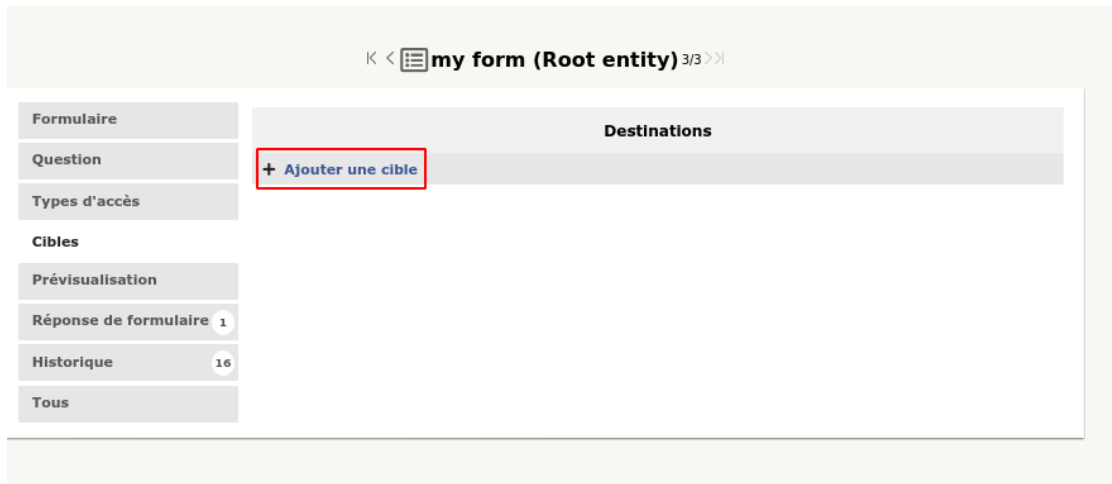 my form (Root entity) 3/3
Formulaire
Question
Types d'accès
Cibles
Prévisualisation
Réponse de formulaire 1
Historique 16
Tous
Destinations
+ Ajouter une cible